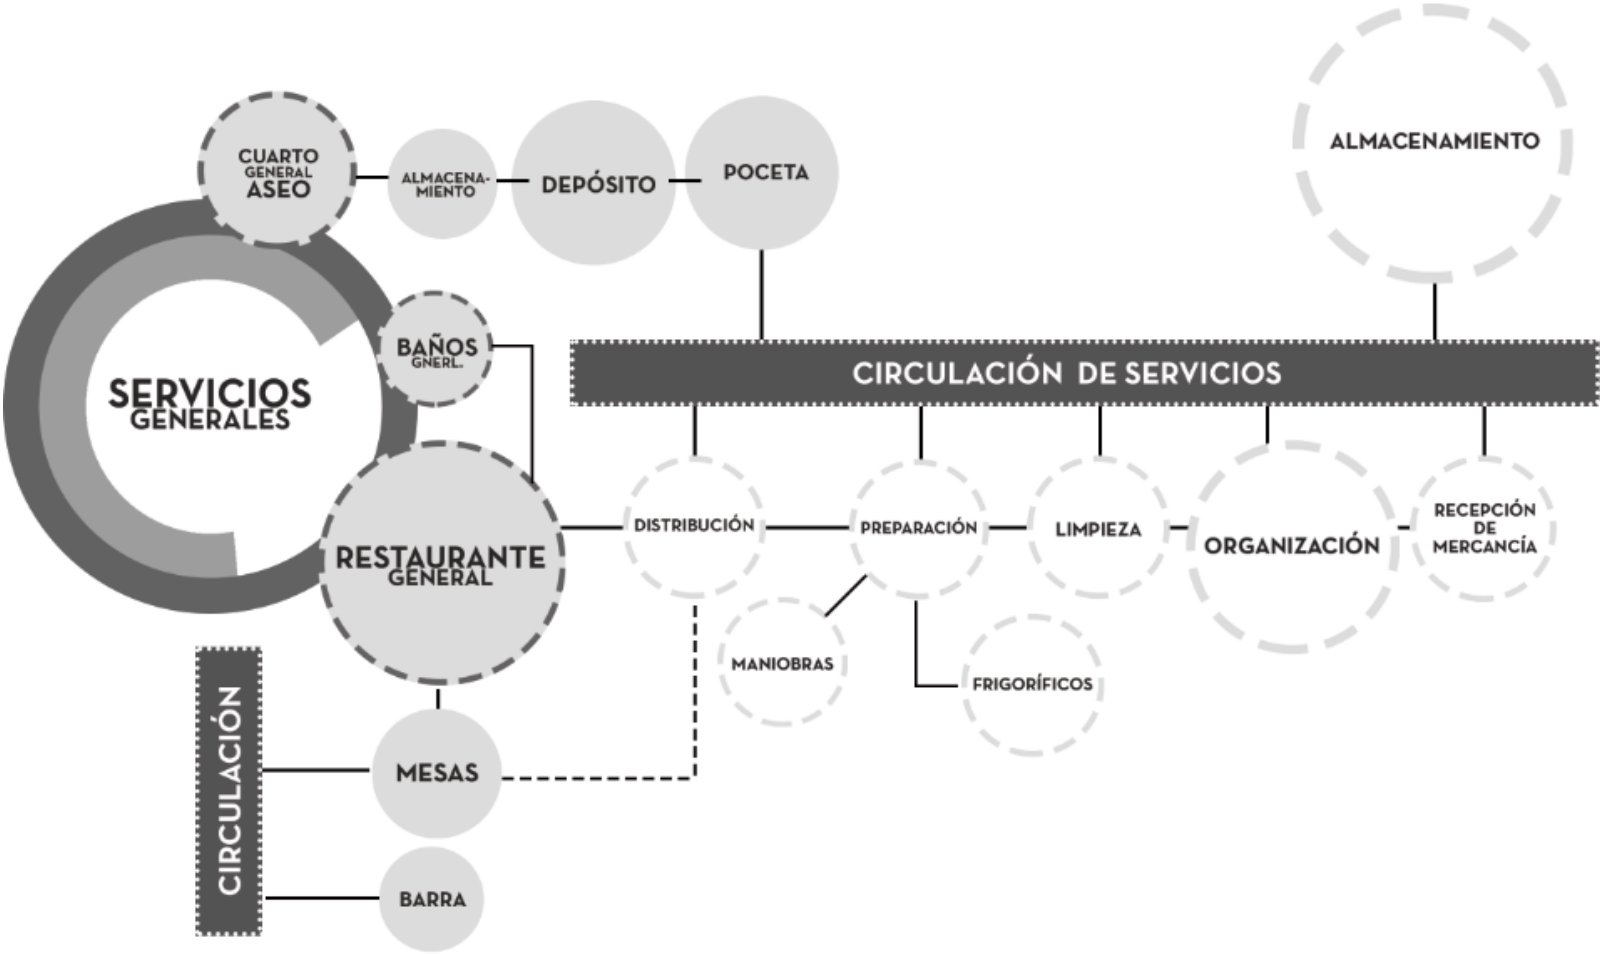 CUARTO
GENERAL
ASEO
ALMACENA-
MIENTO
DEPÓSITO
POCETA
ALMACENAMIENTO
BAÑOS
GNERL.
CIRCULACIÓN DE SERVICIOS
SERVICIOS
GENERALES
RESTAURANTE
GENERAL
DISTRIBUCIÓN
PREPARACIÓN
LIMPIEZA
ORGANIZACIÓN
RECEPCIÓN
DE
MERCANCÍA
MANIOBRAS
FRIGORÍFICOS
CIRCULACIÓN
MESAS
BARRA